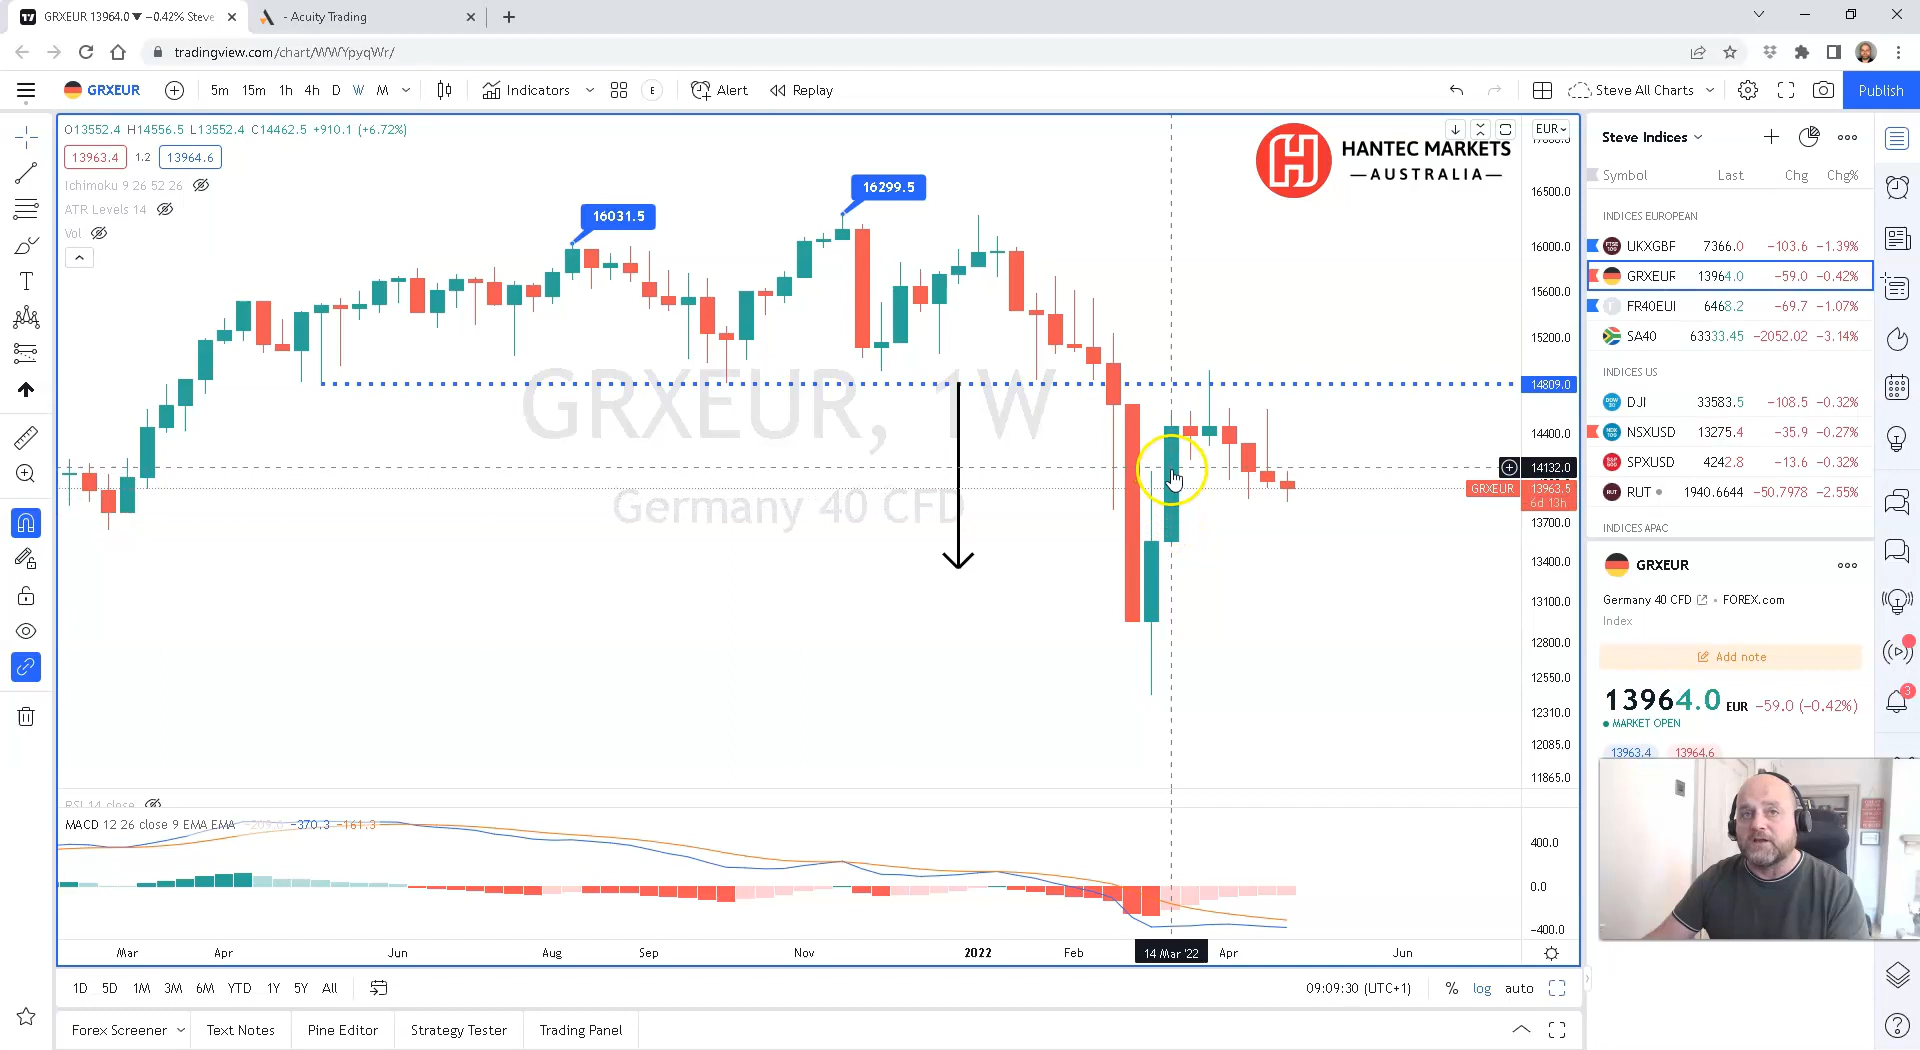 GRXEUR 13964.0 ▼ −0.42% Steve
- Acuity Trading
tradingview.com/chart/WWYpyqWr/
GRXEUR
5m 15m 1h 4h D W M
Indicators
E
Alert
Replay
Steve All Charts
Publish
O13552.4 H14556.5 L13552.4 C14462.5 +910.1 (+6.72%)
13963.4 1.2 13964.6
Ichimoku 9 26 52 26
ATR Levels 14
Vol
16031.5
16299.5
HANTEC MARKETS
—AUSTRALIA—
GRXEUR, 1W
Germany 40 CFD
EUR
16500.0
16000.0
15600.0
15200.0
14809.0
14400.0
14132.0
GRXEUR 13963.5
6d 13h
13700.0
13400.0
13100.0
12800.0
12550.0
12310.0
12085.0
11865.0
RSI 14 close
MACD 12 26 close 9 EMA EMA −370.3 −161.3
400.0
0.0
−400.0
Mar Apr Jun Aug Sep Nov 2022 Feb 14 Mar '22 Apr Jun
1D 5D 1M 3M 6M YTD 1Y 5Y All
09:09:30 (UTC+1) % log auto
Forex Screener Text Notes Pine Editor Strategy Tester Trading Panel
Steve Indices
Symbol Last Chg Chg%
INDICES EUROPEAN
UKXGBF 7366.0 −103.6 −1.39%
GRXEUR 13964.0 −59.0 −0.42%
FR40EUI 6468.2 −69.7 −1.07%
SA40 63333.45 −2052.02 −3.14%
INDICES US
DJI 33583.5 −108.5 −0.32%
NSXUSD 13275.4 −35.9 −0.27%
SPXUSD 4242.8 −13.6 −0.32%
RUT 1940.6644 −50.7978 −2.55%
INDICES APAC
GRXEUR
Germany 40 CFD • FOREX.com
Index
Add note
13964.0 EUR −59.0 (−0.42%)
MARKET OPEN
13963.4 13964.6
3